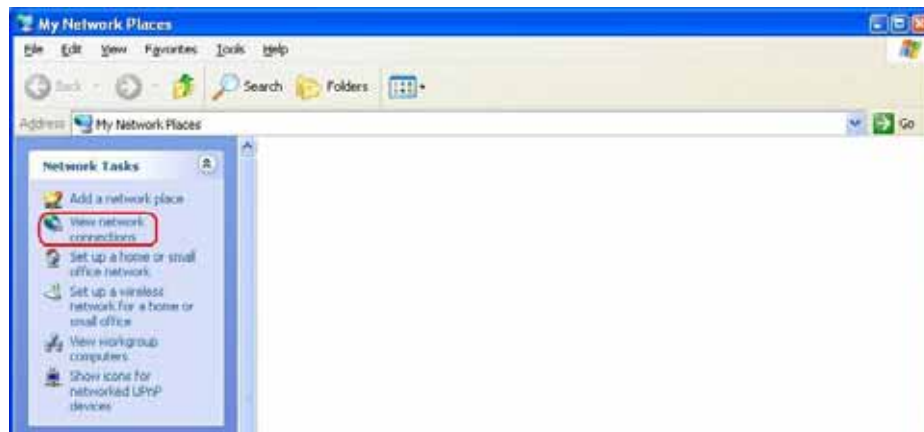 My Network Places
File Edit View Favorites Tools Help
Back Search Folders
Address My Network Places Go
Network Tasks
Add a network place
View network
connections
Set up a home or small
office network
Set up a wireless
network for a home or
small office
View workgroup
computers
Show icons for
networked UPnP
devices